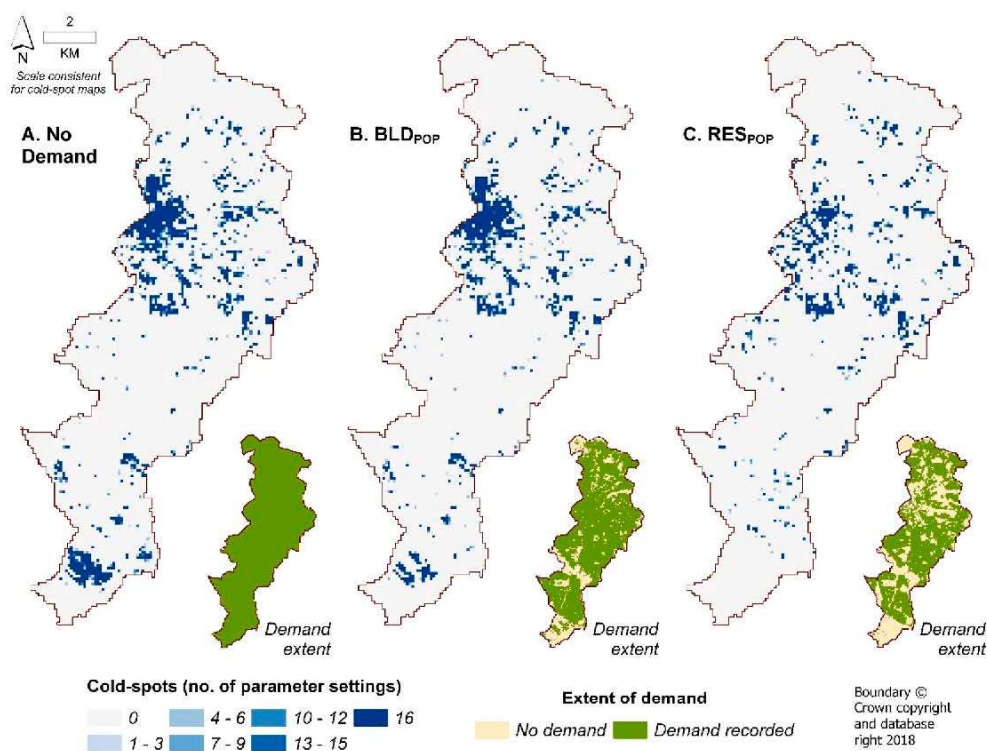 2
KM
N
Scale consistent
for cold-spot maps
A. No
Demand
B. BLDPOP
C. RESPOP
Demand
extent
Demand
extent
Demand
extent
Cold-spots (no. of parameter settings)
0
4 - 6
10 - 12
16
1 - 3
7 - 9
13 - 15
Extent of demand
No demand
Demand recorded
Boundary ©
Crown copyright
and database
right 2018